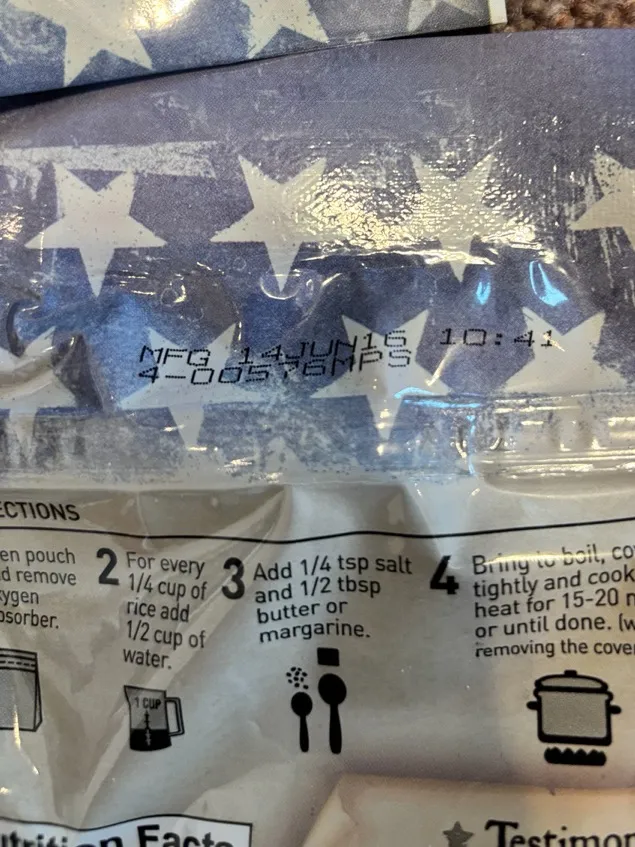 MFG 14JUN16 10:41
4-00576MPS
ECTIONS
en pouch
d remove
ygen
bsorber.
2 For every
1/4 cup of
rice add
1/2 cup of
water.
1 CUP
3 Add 1/4 tsp salt
and 1/2 tbsp
butter or
margarine.
4 Bring to boil, co
tightly and cook
heat for 15-20 m
or until done. (w
removing the cover
utrition Facts
Testimon